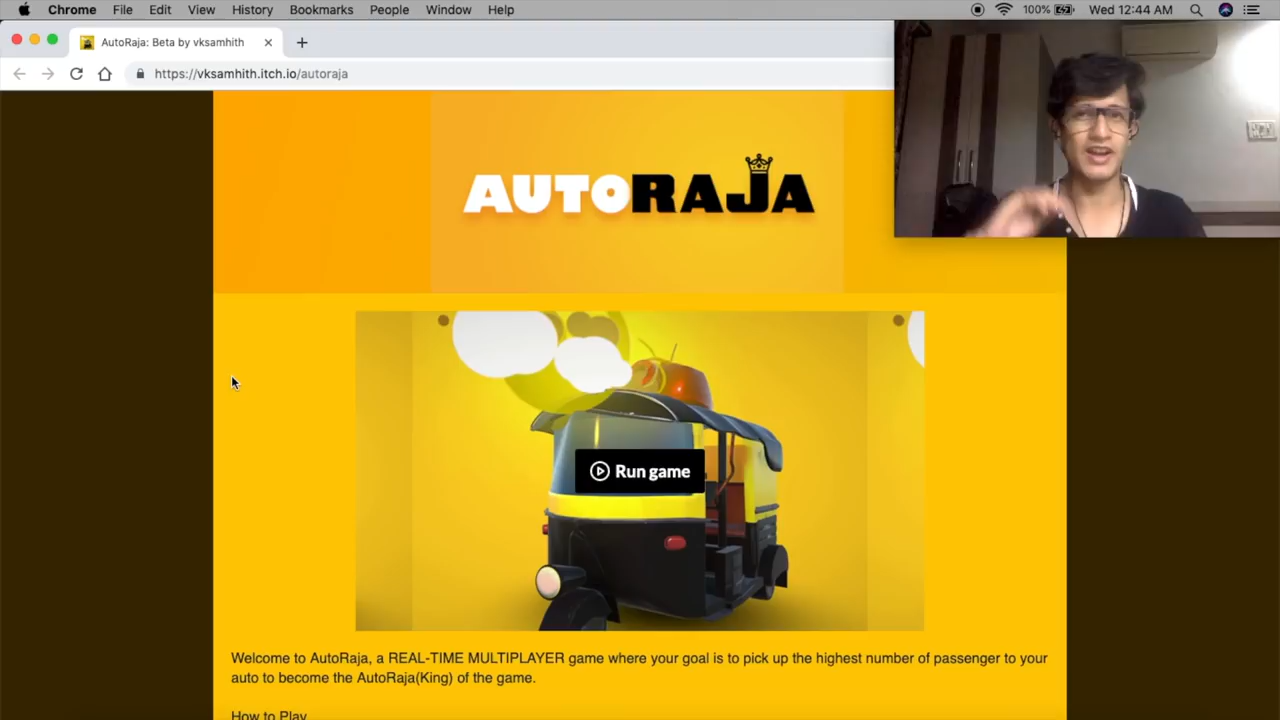 Chrome File Edit View History Bookmarks People Window Help 100% Wed 12:44 AM
AutoRaja: Beta by vksamhith
https://vksamhith.itch.io/autoraja
AUTORAJA
Run game
Welcome to AutoRaja, a REAL-TIME MULTIPLAYER game where your goal is to pick up the highest number of passenger to your
auto to become the AutoRaja(King) of the game.
How to Play